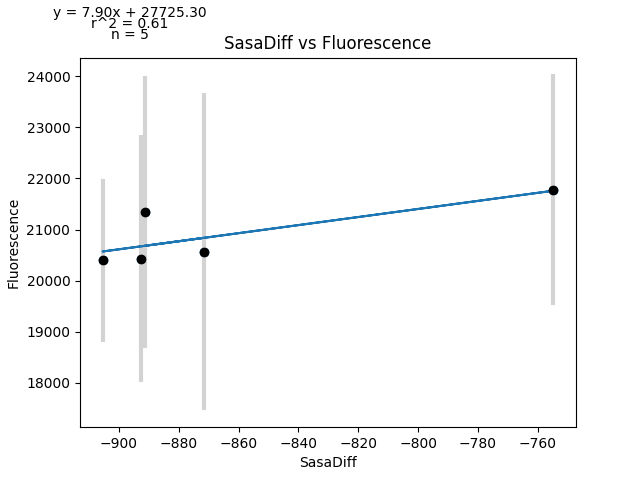 y = 7.90x + 27725.30
r^2 = 0.61
n = 5
SasaDiff vs Fluorescence
24000
23000
22000
21000
20000
19000
18000
Fluorescence
−900 −880 −860 −840 −820 −800 −780 −760
SasaDiff